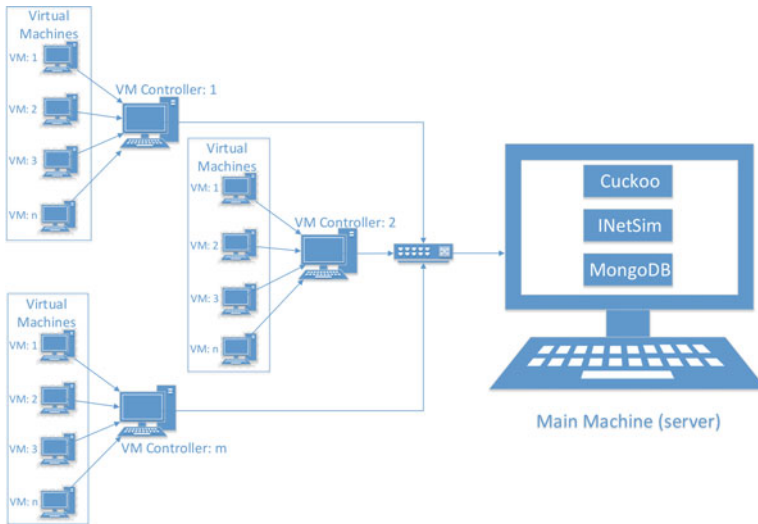 Virtual
Machines
VM: 1
VM: 2
VM: 3
VM: n
VM Controller: 1
Virtual
Machines
VM: 1
VM: 2
VM: 3
VM: n
VM Controller: 2
Virtual
Machines
VM: 1
VM: 2
VM: 3
VM: n
VM Controller: m
Cuckoo
INetSim
MongoDB
Main Machine (server)